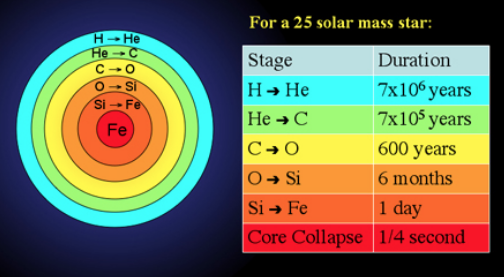 For a 25 solar mass star:
H → He
He → C
C → O
O → Si
Si → Fe
Fe
Stage Duration
H → He 7x10⁶ years
He → C 7x10⁵ years
C → O 600 years
O → Si 6 months
Si → Fe 1 day
Core Collapse 1/4 second